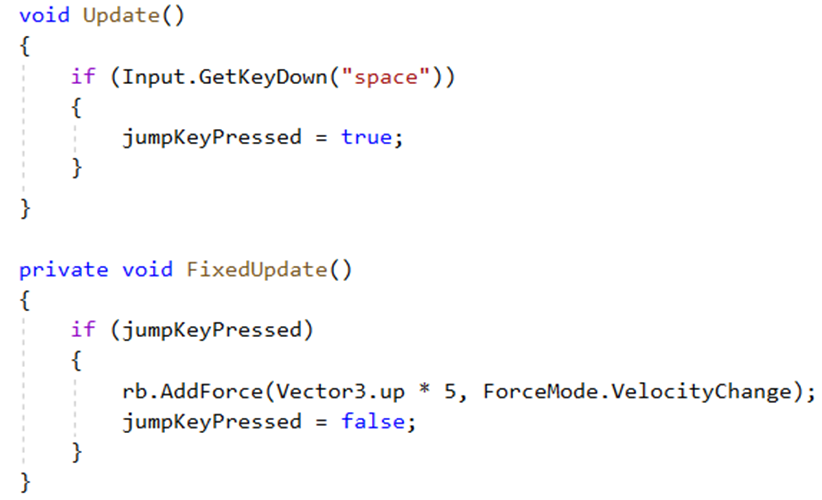 void Update()
{
if (Input.GetKeyDown("space"))
{
jumpKeyPressed = true;
}
}
private void FixedUpdate()
{
if (jumpKeyPressed)
{
rb.AddForce(Vector3.up * 5, ForceMode.VelocityChange);
jumpKeyPressed = false;
}
}